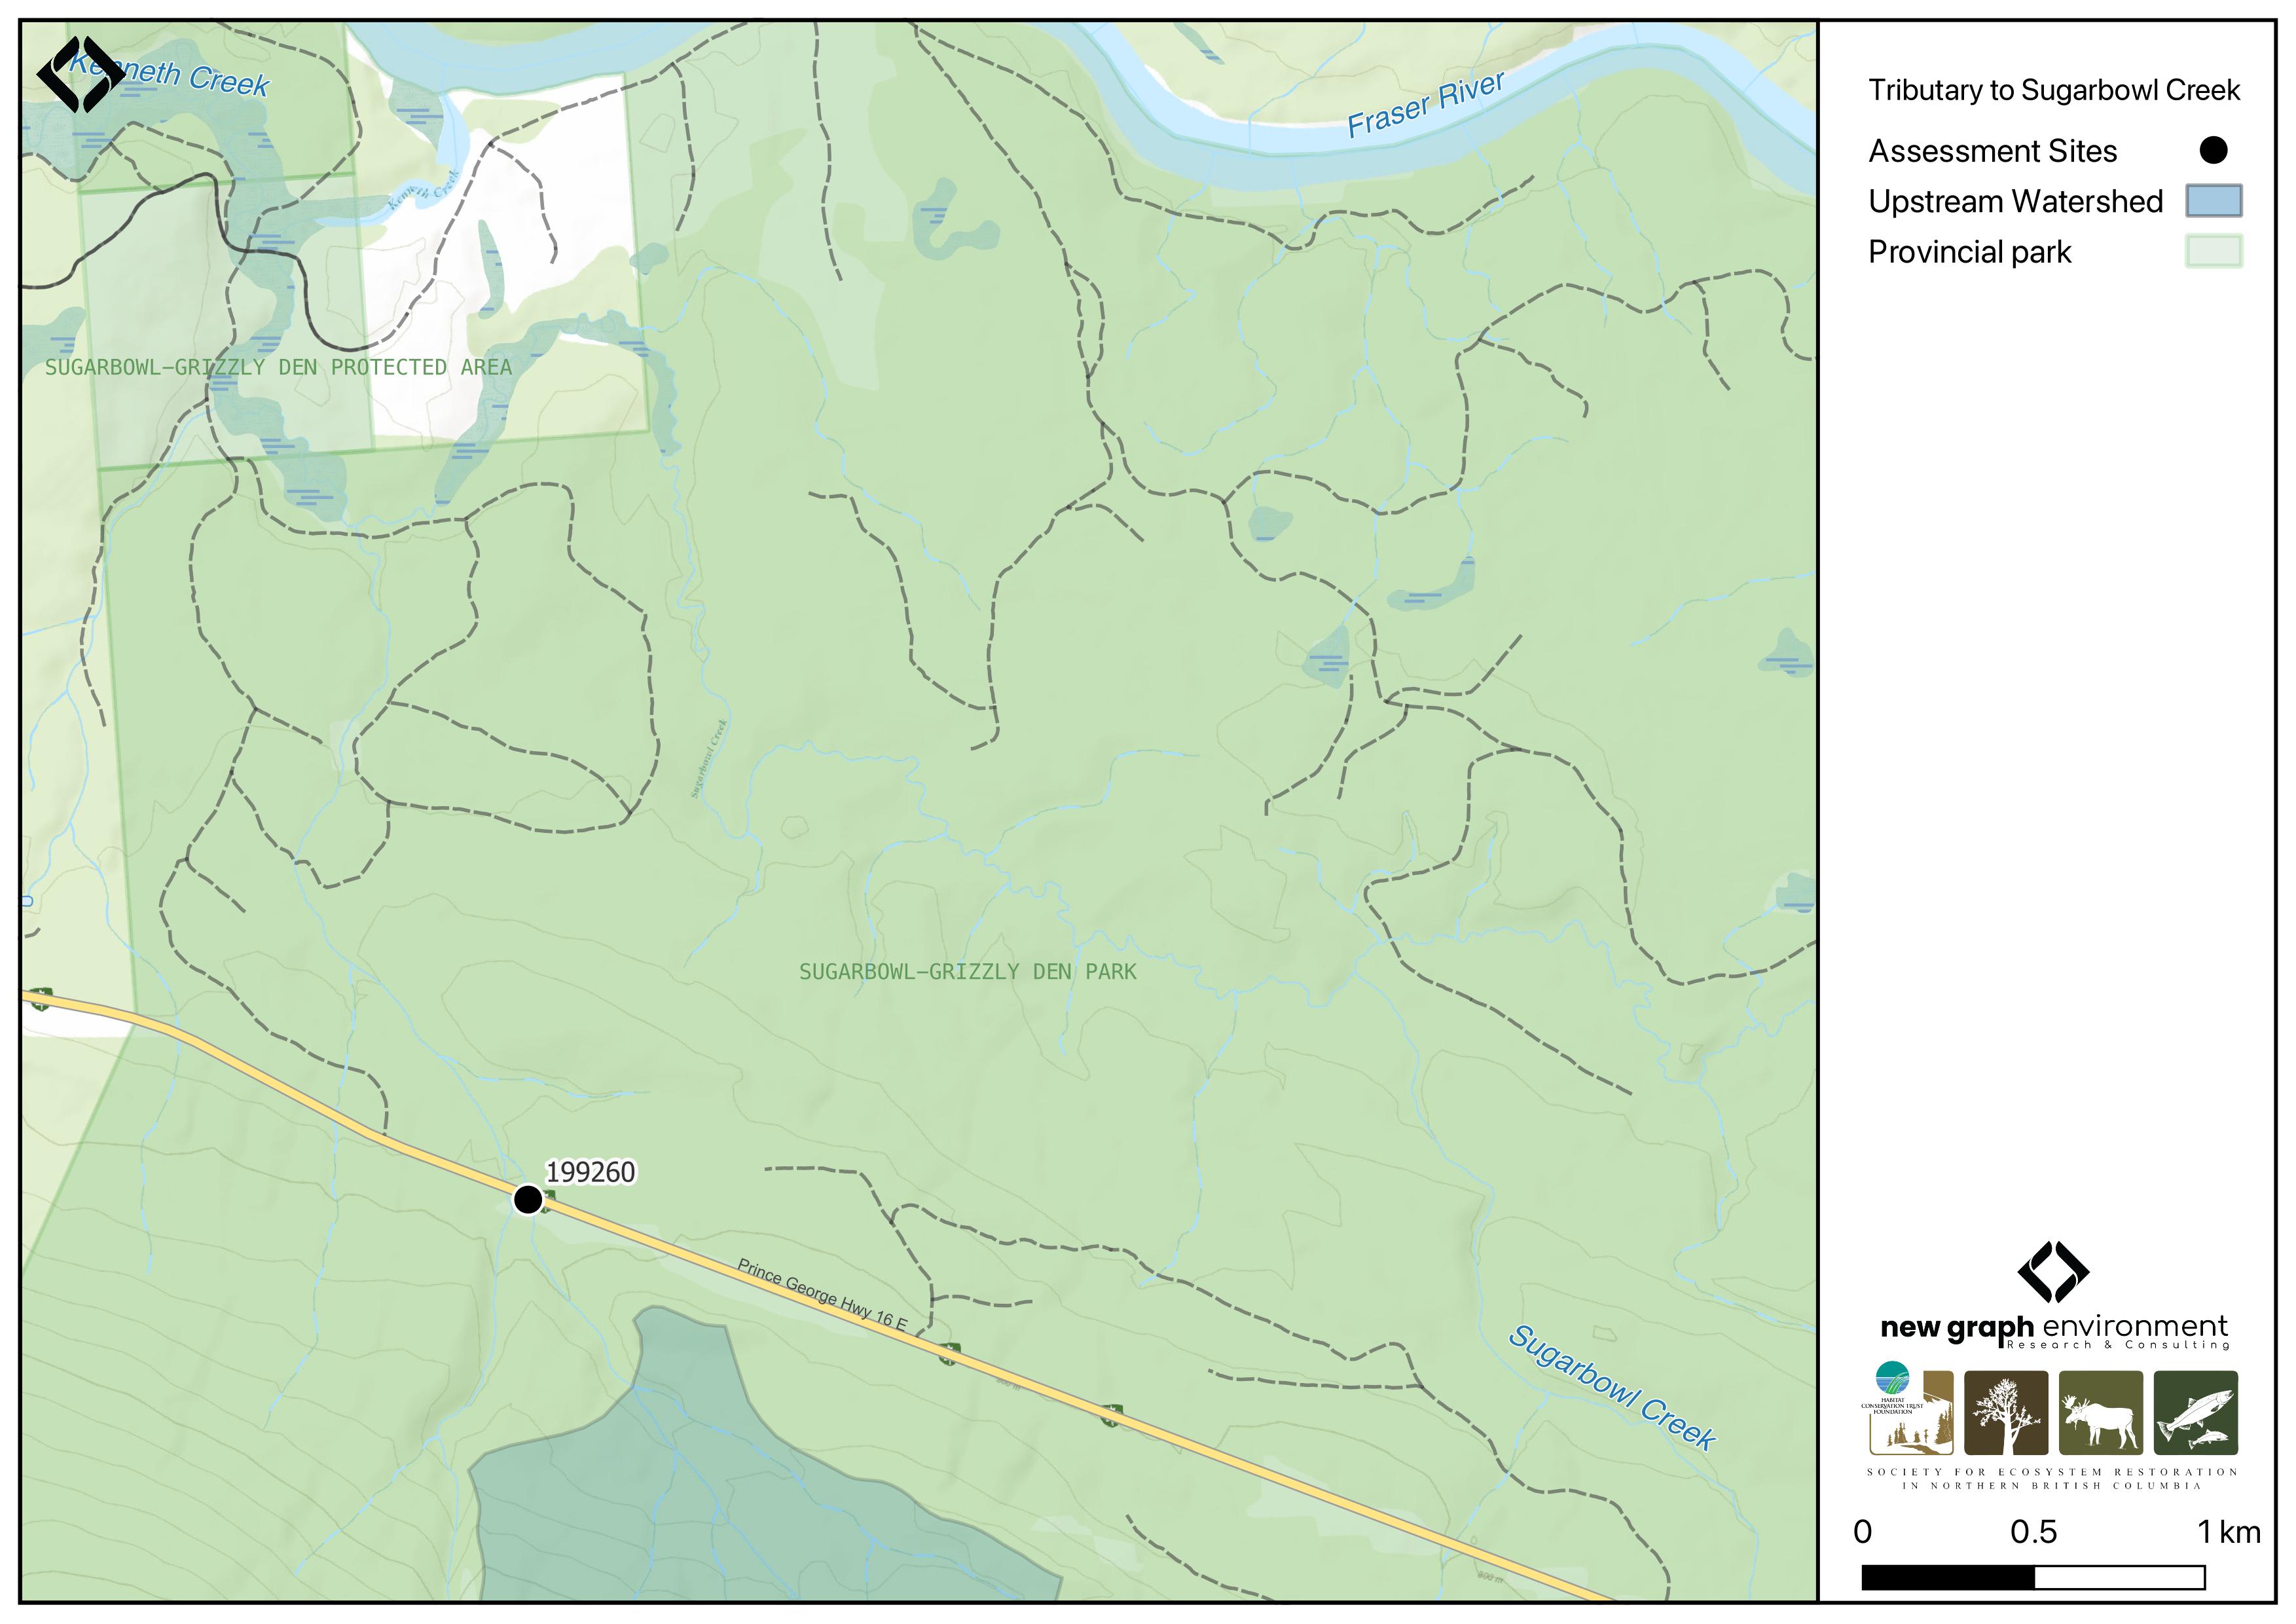 Kenneth Creek
Fraser River
Kenneth Creek
SUGARBOWL-GRIZZLY DEN PROTECTED AREA
Sugarbowl Creek
SUGARBOWL-GRIZZLY DEN PARK
199260
Prince George Hwy 16 E
Sugarbowl Creek
600 m
Tributary to Sugarbowl Creek
Assessment Sites
Upstream Watershed
Provincial park
new graph environment
Research & Consulting
HABITAT
CONSERVATION TRUST
FOUNDATION
SOCIETY FOR ECOSYSTEM RESTORATION
IN NORTHERN BRITISH COLUMBIA
0 0.5 1 km